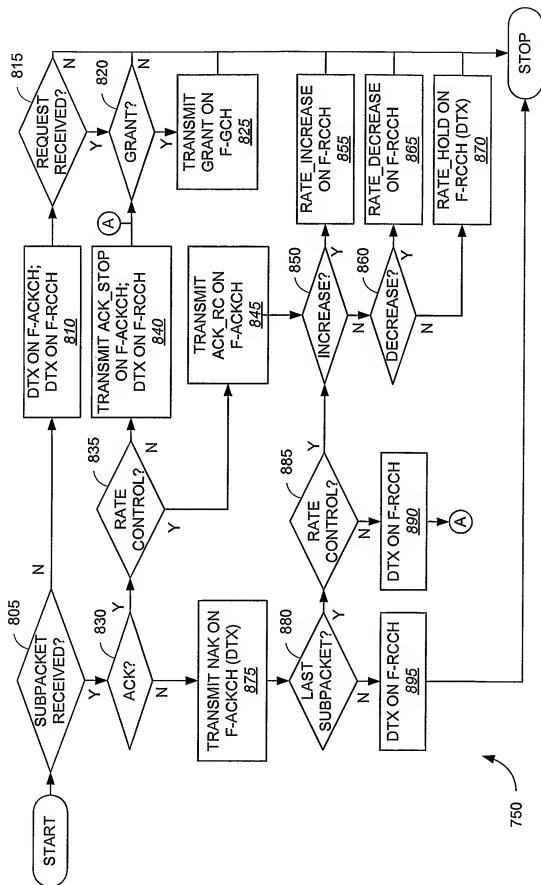 START
805
SUBPACKET
RECEIVED?
N
Y
DTX ON F-ACKCH;
DTX ON F-RCCH
810
815
REQUEST
RECEIVED?
N
Y
820
GRANT?
N
Y
TRANSMIT
GRANT ON
F-GCH
825
830
ACK?
Y
N
835
RATE
CONTROL?
N
Y
TRANSMIT ACK_STOP
ON F-ACKCH;
DTX ON F-RCCH
840
A
TRANSMIT
ACK_RC ON
F-ACKCH
845
850
INCREASE?
Y
N
RATE_INCREASE
ON F-RCCH
855
860
DECREASE?
Y
N
RATE_DECREASE
ON F-RCCH
865
RATE_HOLD ON
F-RCCH (DTX)
870
TRANSMIT NAK ON
F-ACKCH (DTX)
875
880
LAST
SUBPACKET?
Y
N
885
RATE
CONTROL?
Y
N
DTX ON F-RCCH
890
A
DTX ON F-RCCH
895
STOP
750